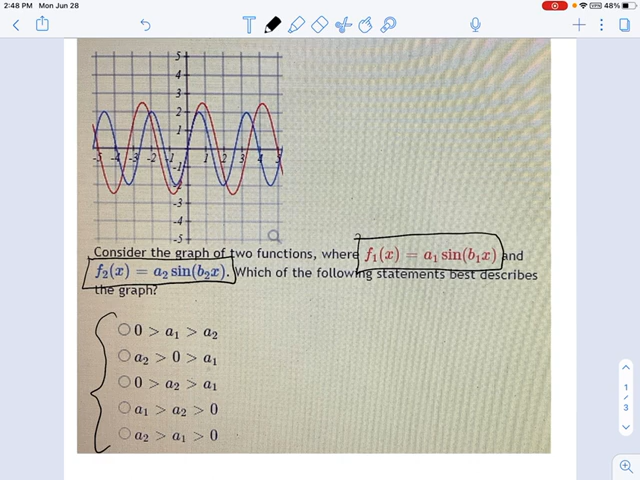 2:48 PM Mon Jun 28
VPN 48%
5
4
3
2
1
-5 -4 -3 -2 -1 1 2 3 4 5
-1
-2
-3
-4
-5
Consider the graph of two functions, where f₁(x) = a₁ sin(b₁x) and
f₂(x) = a₂ sin(b₂x). Which of the following statements best describes
the graph?
0 > a₁ > a₂
a₂ > 0 > a₁
0 > a₂ > a₁
a₁ > a₂ > 0
a₂ > a₁ > 0
1
/
3